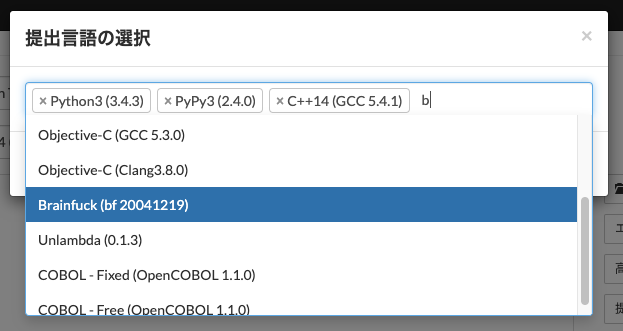 提出言語の選択
×
× Python3 (3.4.3) × PyPy3 (2.4.0) × C++14 (GCC 5.4.1) b
Objective-C (GCC 5.3.0)
Objective-C (Clang3.8.0)
Brainfuck (bf 20041219)
Unlambda (0.1.3)
COBOL - Fixed (OpenCOBOL 1.1.0)
COBOL - Free (OpenCOBOL 1.1.0)